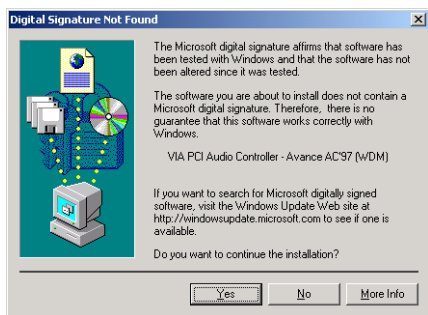 Digital Signature Not Found
The Microsoft digital signature affirms that software has
been tested with Windows and that the software has not
been altered since it was tested.
The software you are about to install does not contain a
Microsoft digital signature. Therefore, there is no
guarantee that this software works correctly with
Windows.
VIA PCI Audio Controller - Avance AC'97 (WDM)
If you want to search for Microsoft digitally signed
software, visit the Windows Update Web site at
http://windowsupdate.microsoft.com to see if one is
available.
Do you want to continue the installation?
Yes No More Info